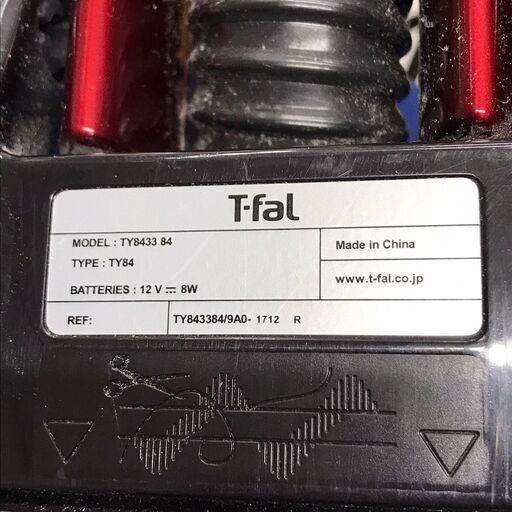 T-fal
MODEL : TY8433 84
TYPE : TY84
BATTERIES : 12 V ⎓ 8W
Made in China
www.t-fal.co.jp
REF: TY843384/9A0- 1712 R